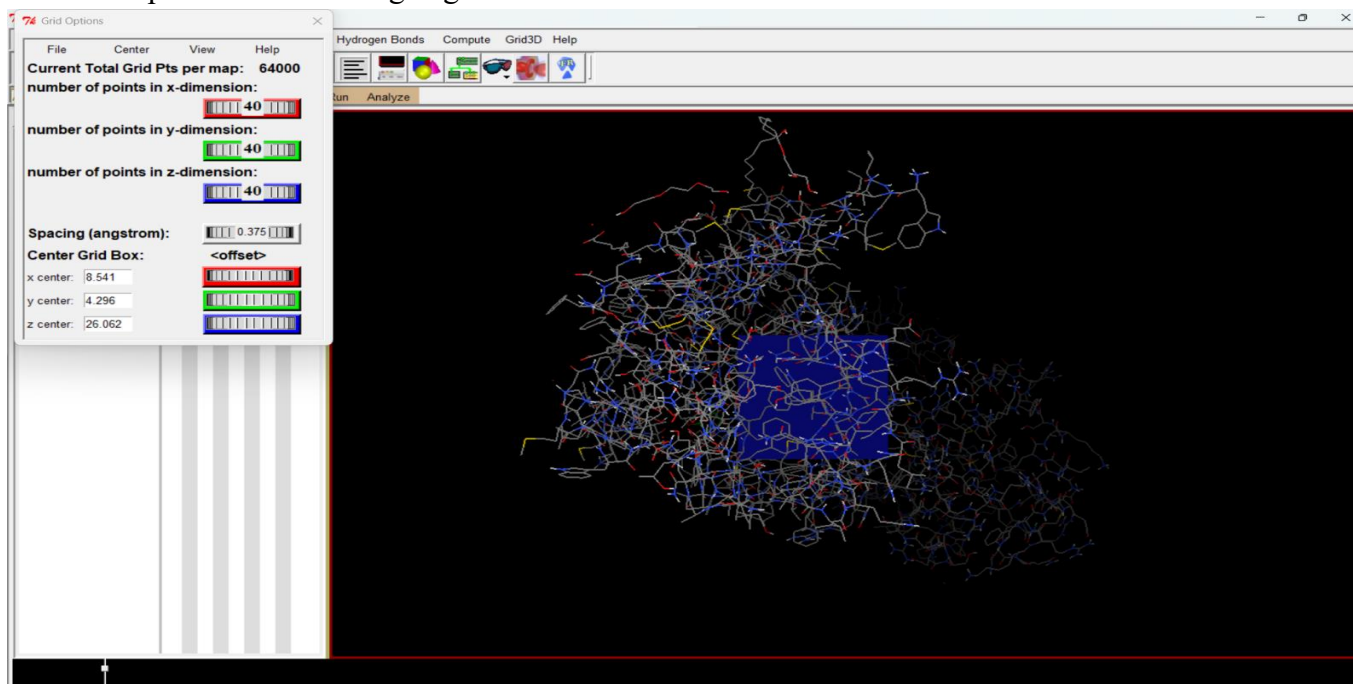 Grid Options
File Center View Help
Hydrogen Bonds Compute Grid3D Help
Current Total Grid Pts per map: 64000
number of points in x-dimension:
40
Analyze
number of points in y-dimension:
40
number of points in z-dimension:
40
Spacing (angstrom): 0.375
Center Grid Box: <offset>
x center: 8.541
y center: 4.296
z center: 26.062